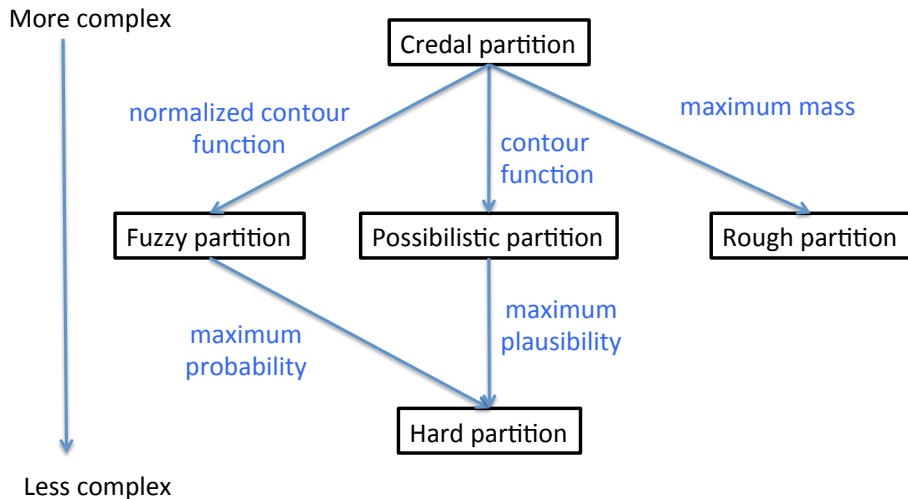 More complex
Credal partition
normalized contour
function
contour
function
maximum mass
Fuzzy partition
Possibilistic partition
Rough partition
maximum
probability
maximum
plausibility
Hard partition
Less complex